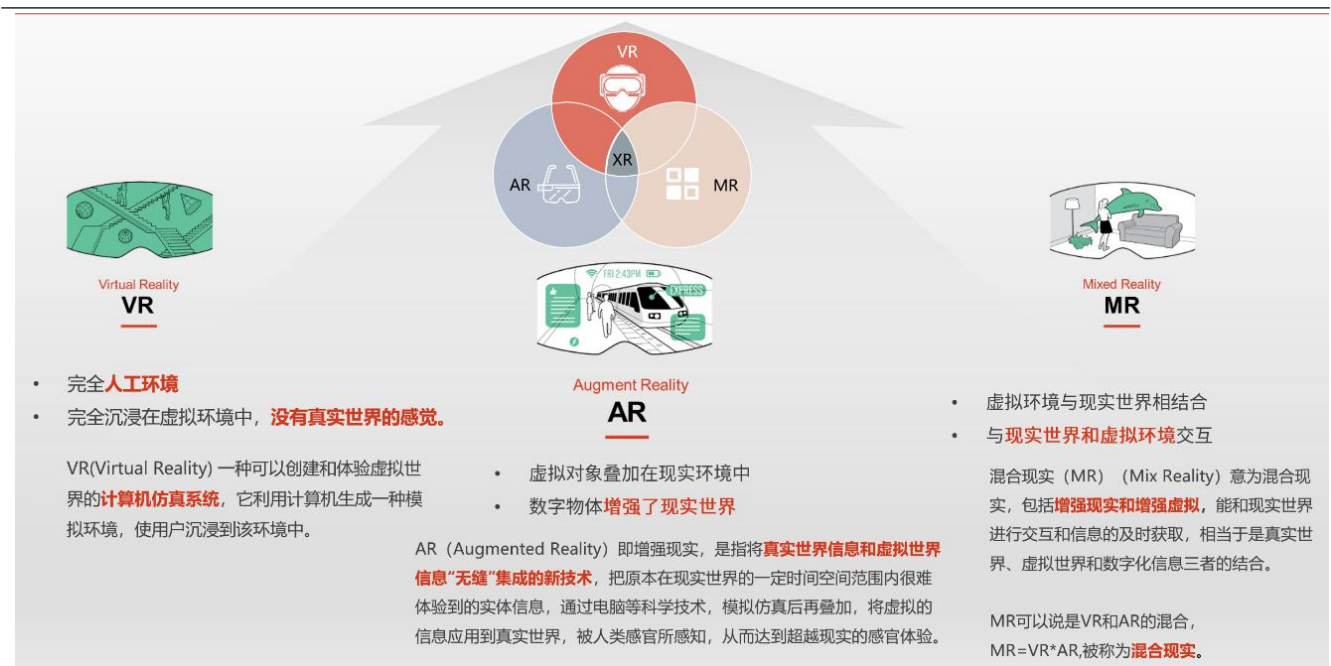 VR
XR
AR
MR
Virtual Reality
VR
• 完全人工环境
• 完全沉浸在虚拟环境中，没有真实世界的感觉。
VR(Virtual Reality) 一种可以创建和体验虚拟世
界的计算机仿真系统，它利用计算机生成一种模
拟环境，使用户沉浸到该环境中。
FRI 2:43PM
EXPRESS
Augment Reality
AR
• 虚拟对象叠加在现实环境中
• 数字物体增强了现实世界
AR（Augmented Reality）即增强现实，是指将真实世界信息和虚拟世界
信息“无缝”集成的新技术，把原本在现实世界的一定时间空间范围内很难
体验到的实体信息，通过电脑等科学技术，模拟仿真后再叠加，将虚拟的
信息应用到真实世界，被人类感官所感知，从而达到超越现实的感官体验。
Mixed Reality
MR
• 虚拟环境与现实世界相结合
• 与现实世界和虚拟环境交互
混合现实（MR）（Mix Reality）意为混合现
实，包括增强现实和增强虚拟，能和现实世界
进行交互和信息的及时获取，相当于是真实世
界、虚拟世界和数字化信息三者的结合。
MR可以说是VR和AR的混合，
MR=VR*AR,被称为混合现实。